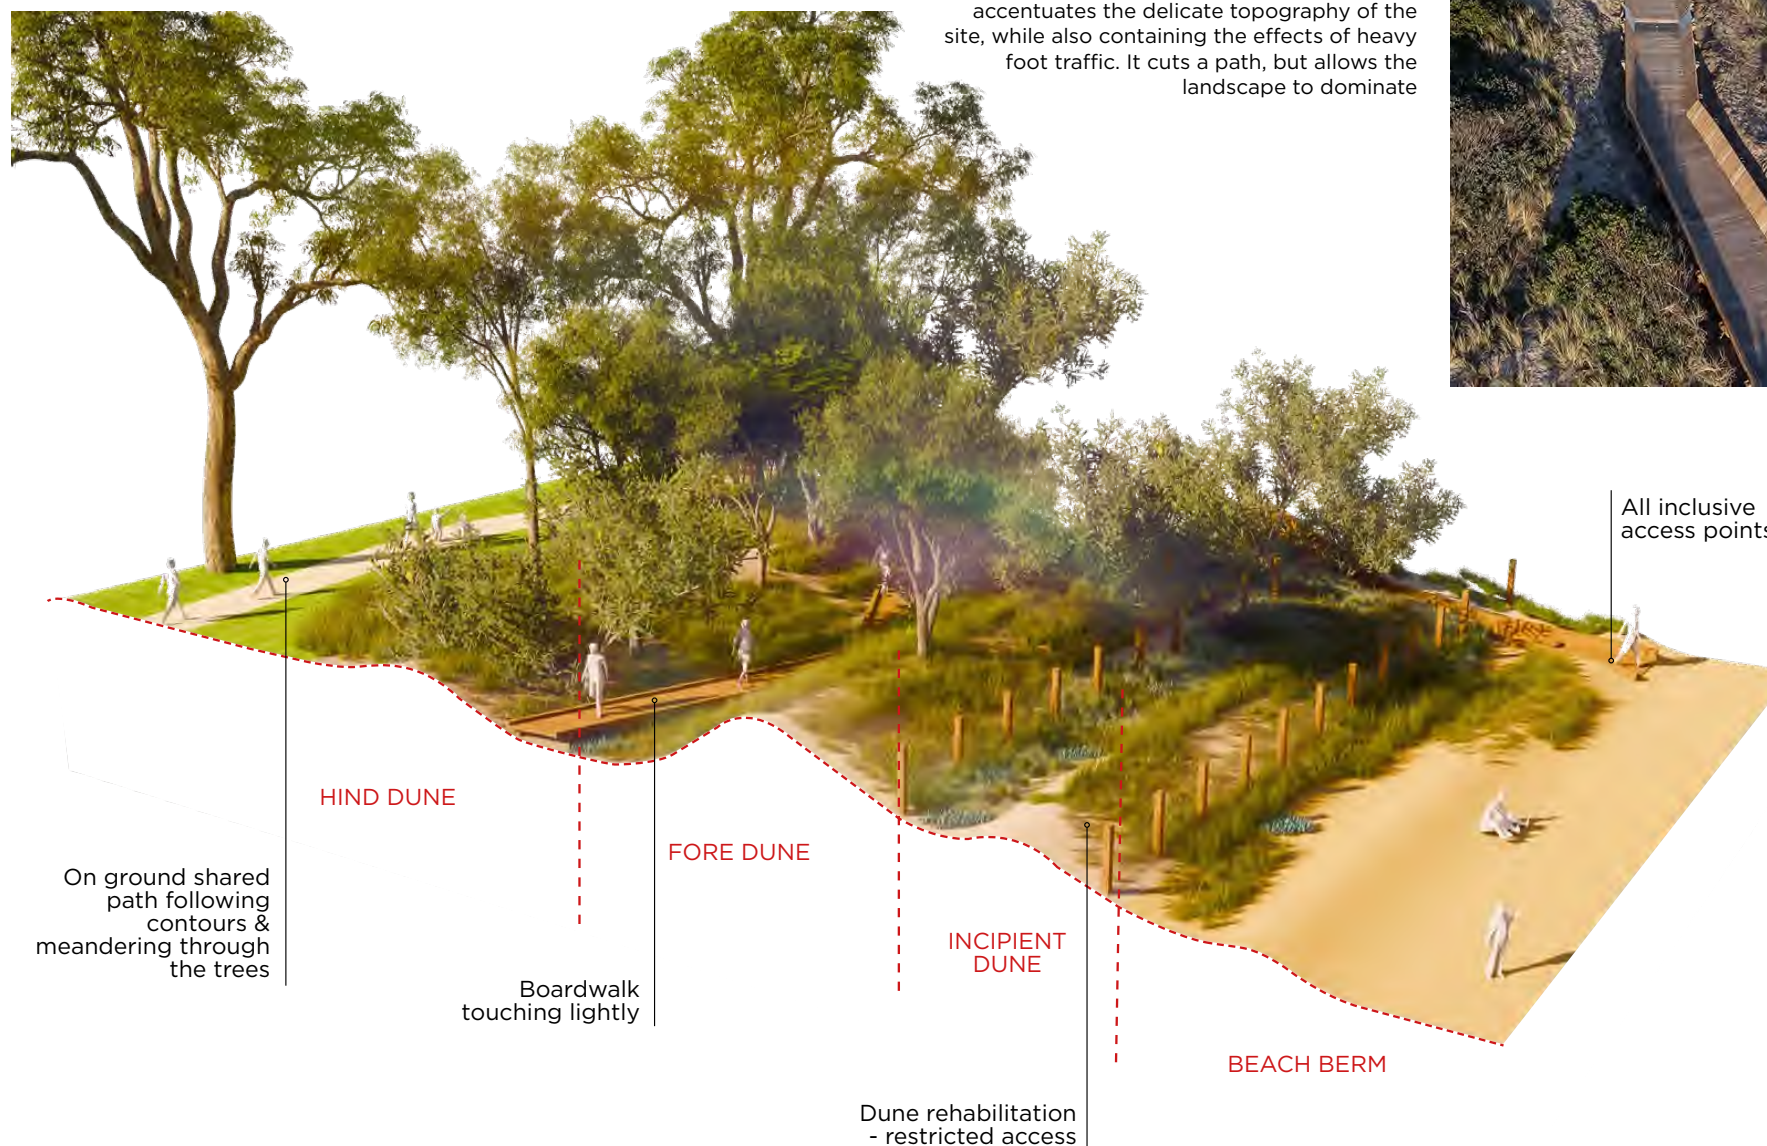 accentuates the delicate topography of the
site, while also containing the effects of heavy
foot traffic. It cuts a path, but allows the
landscape to dominate
All inclusive
access points
HIND DUNE
FORE DUNE
On ground shared
path following
contours &
meandering through
the trees
INCIPIENT
DUNE
Boardwalk
touching lightly
BEACH BERM
Dune rehabilitation
- restricted access